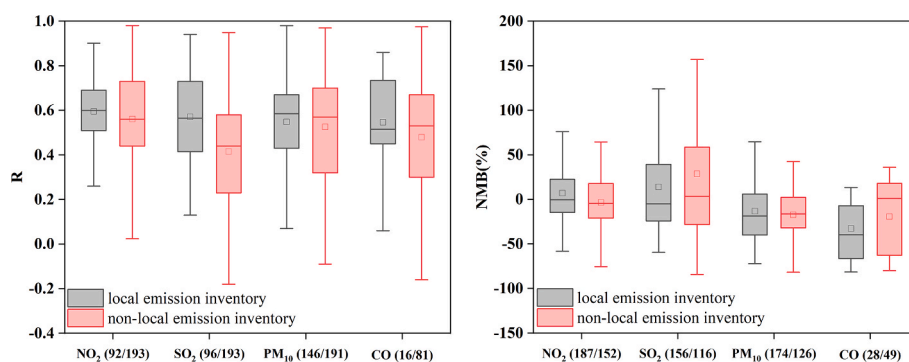 1.0
0.8
0.6
0.4
0.2
0.0
-0.2
-0.4
R
local emission inventory
non-local emission inventory
NO₂ (92/193) SO₂ (96/193) PM₁₀ (146/191) CO (16/81)
200
150
100
50
0
-50
-100
-150
NMB(%)
local emission inventory
non-local emission inventory
NO₂ (187/152) SO₂ (156/116) PM₁₀ (174/126) CO (28/49)